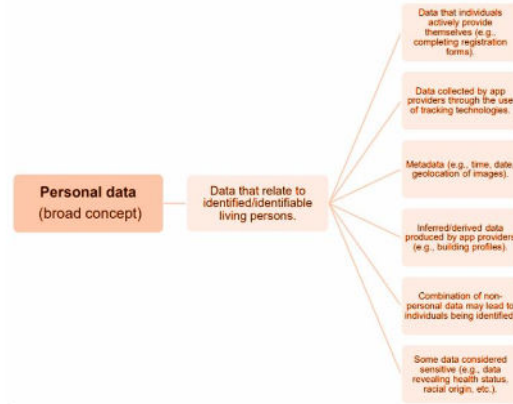 Personal data
(broad concept)
Data that relate to
identified/identifiable
living persons.
Data that individuals
actively provide
themselves (e.g.,
completing registration
forms).
Data collected by app
providers through the use
of tracking technologies.
Metadata (e.g., time, date,
geolocation of images).
Inferred/derived data
produced by app providers
(e.g., building profiles).
Combination of non-
personal data may lead to
individuals being identified.
Some data considered
sensitive (e.g., data
revealing health status,
racial origin, etc.).